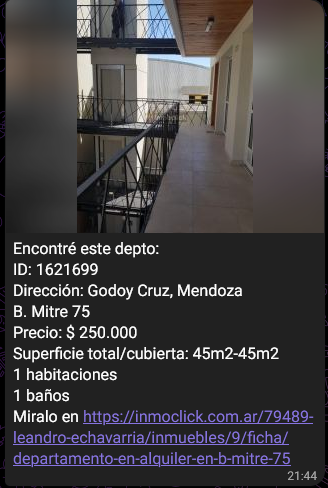 inmoclick
Encontré este depto:
ID: 1621699
Dirección: Godoy Cruz, Mendoza
B. Mitre 75
Precio: $ 250.000
Superficie total/cubierta: 45m2-45m2
1 habitaciones
1 baños
Miralo en https://inmoclick.com.ar/79489-
leandro-echavarria/inmuebles/9/ficha/
departamento-en-alquiler-en-b-mitre-75
21:44